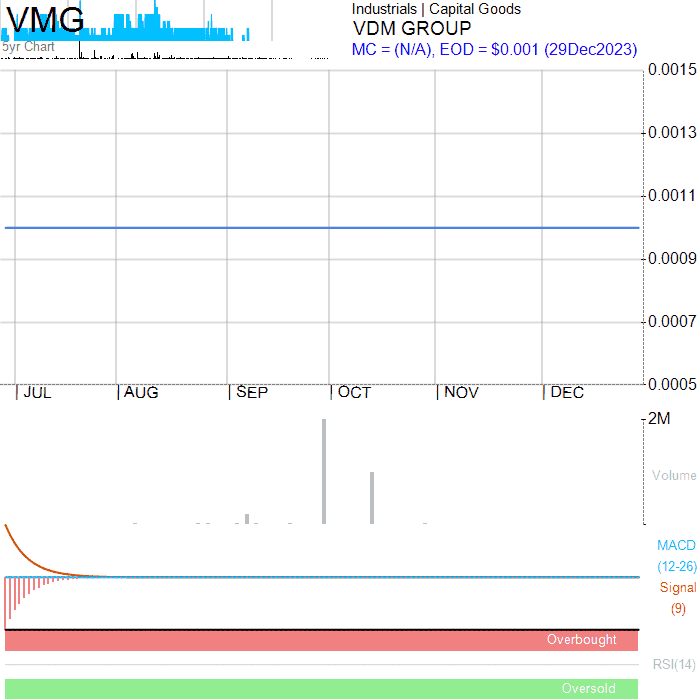 VMG
5yr Chart
Industrials | Capital Goods
VDM GROUP
MC = (N/A), EOD = $0.001 (29Dec2023)
0.0015
0.0013
0.0011
0.0009
0.0007
0.0005
JUL AUG SEP OCT NOV DEC
2M
Volume
MACD
(12-26)
Signal
(9)
Overbought
RSI(14)
Oversold